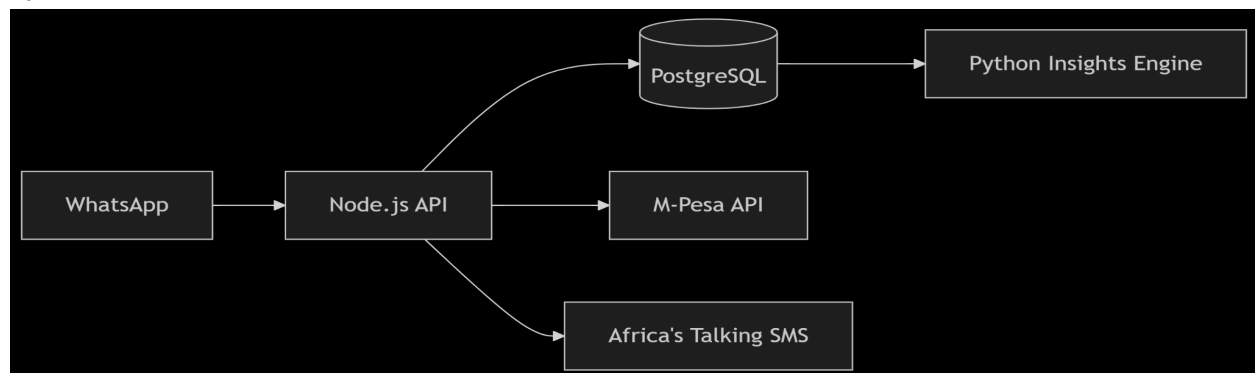 PostgreSQL
Python Insights Engine
WhatsApp
Node.js API
M-Pesa API
Africa's Talking SMS